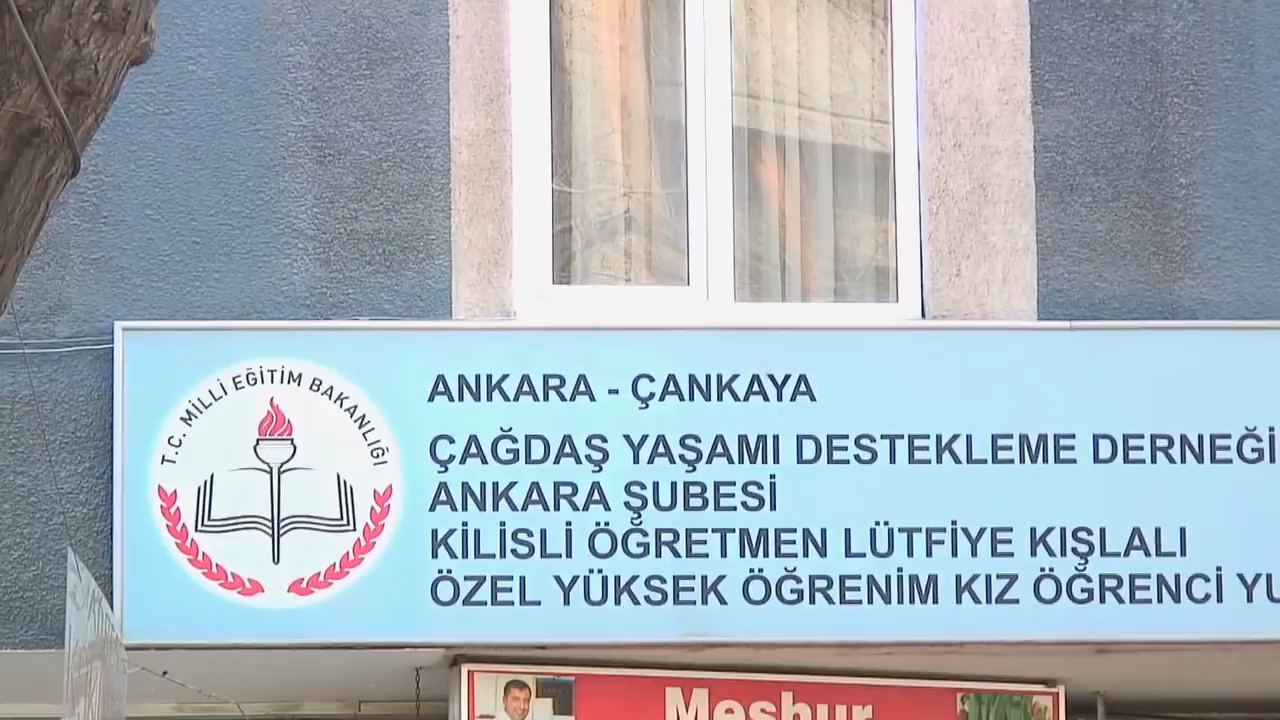 T.C. MİLLİ EĞİTİM BAKANLIĞI
ANKARA - ÇANKAYA
ÇAĞDAŞ YAŞAMI DESTEKLEME DERNEĞİ
ANKARA ŞUBESİ
KİLİSLİ ÖĞRETMEN LÜTFİYE KIŞLALI
ÖZEL YÜKSEK ÖĞRENİM KIZ ÖĞRENCİ YU
Meşhur